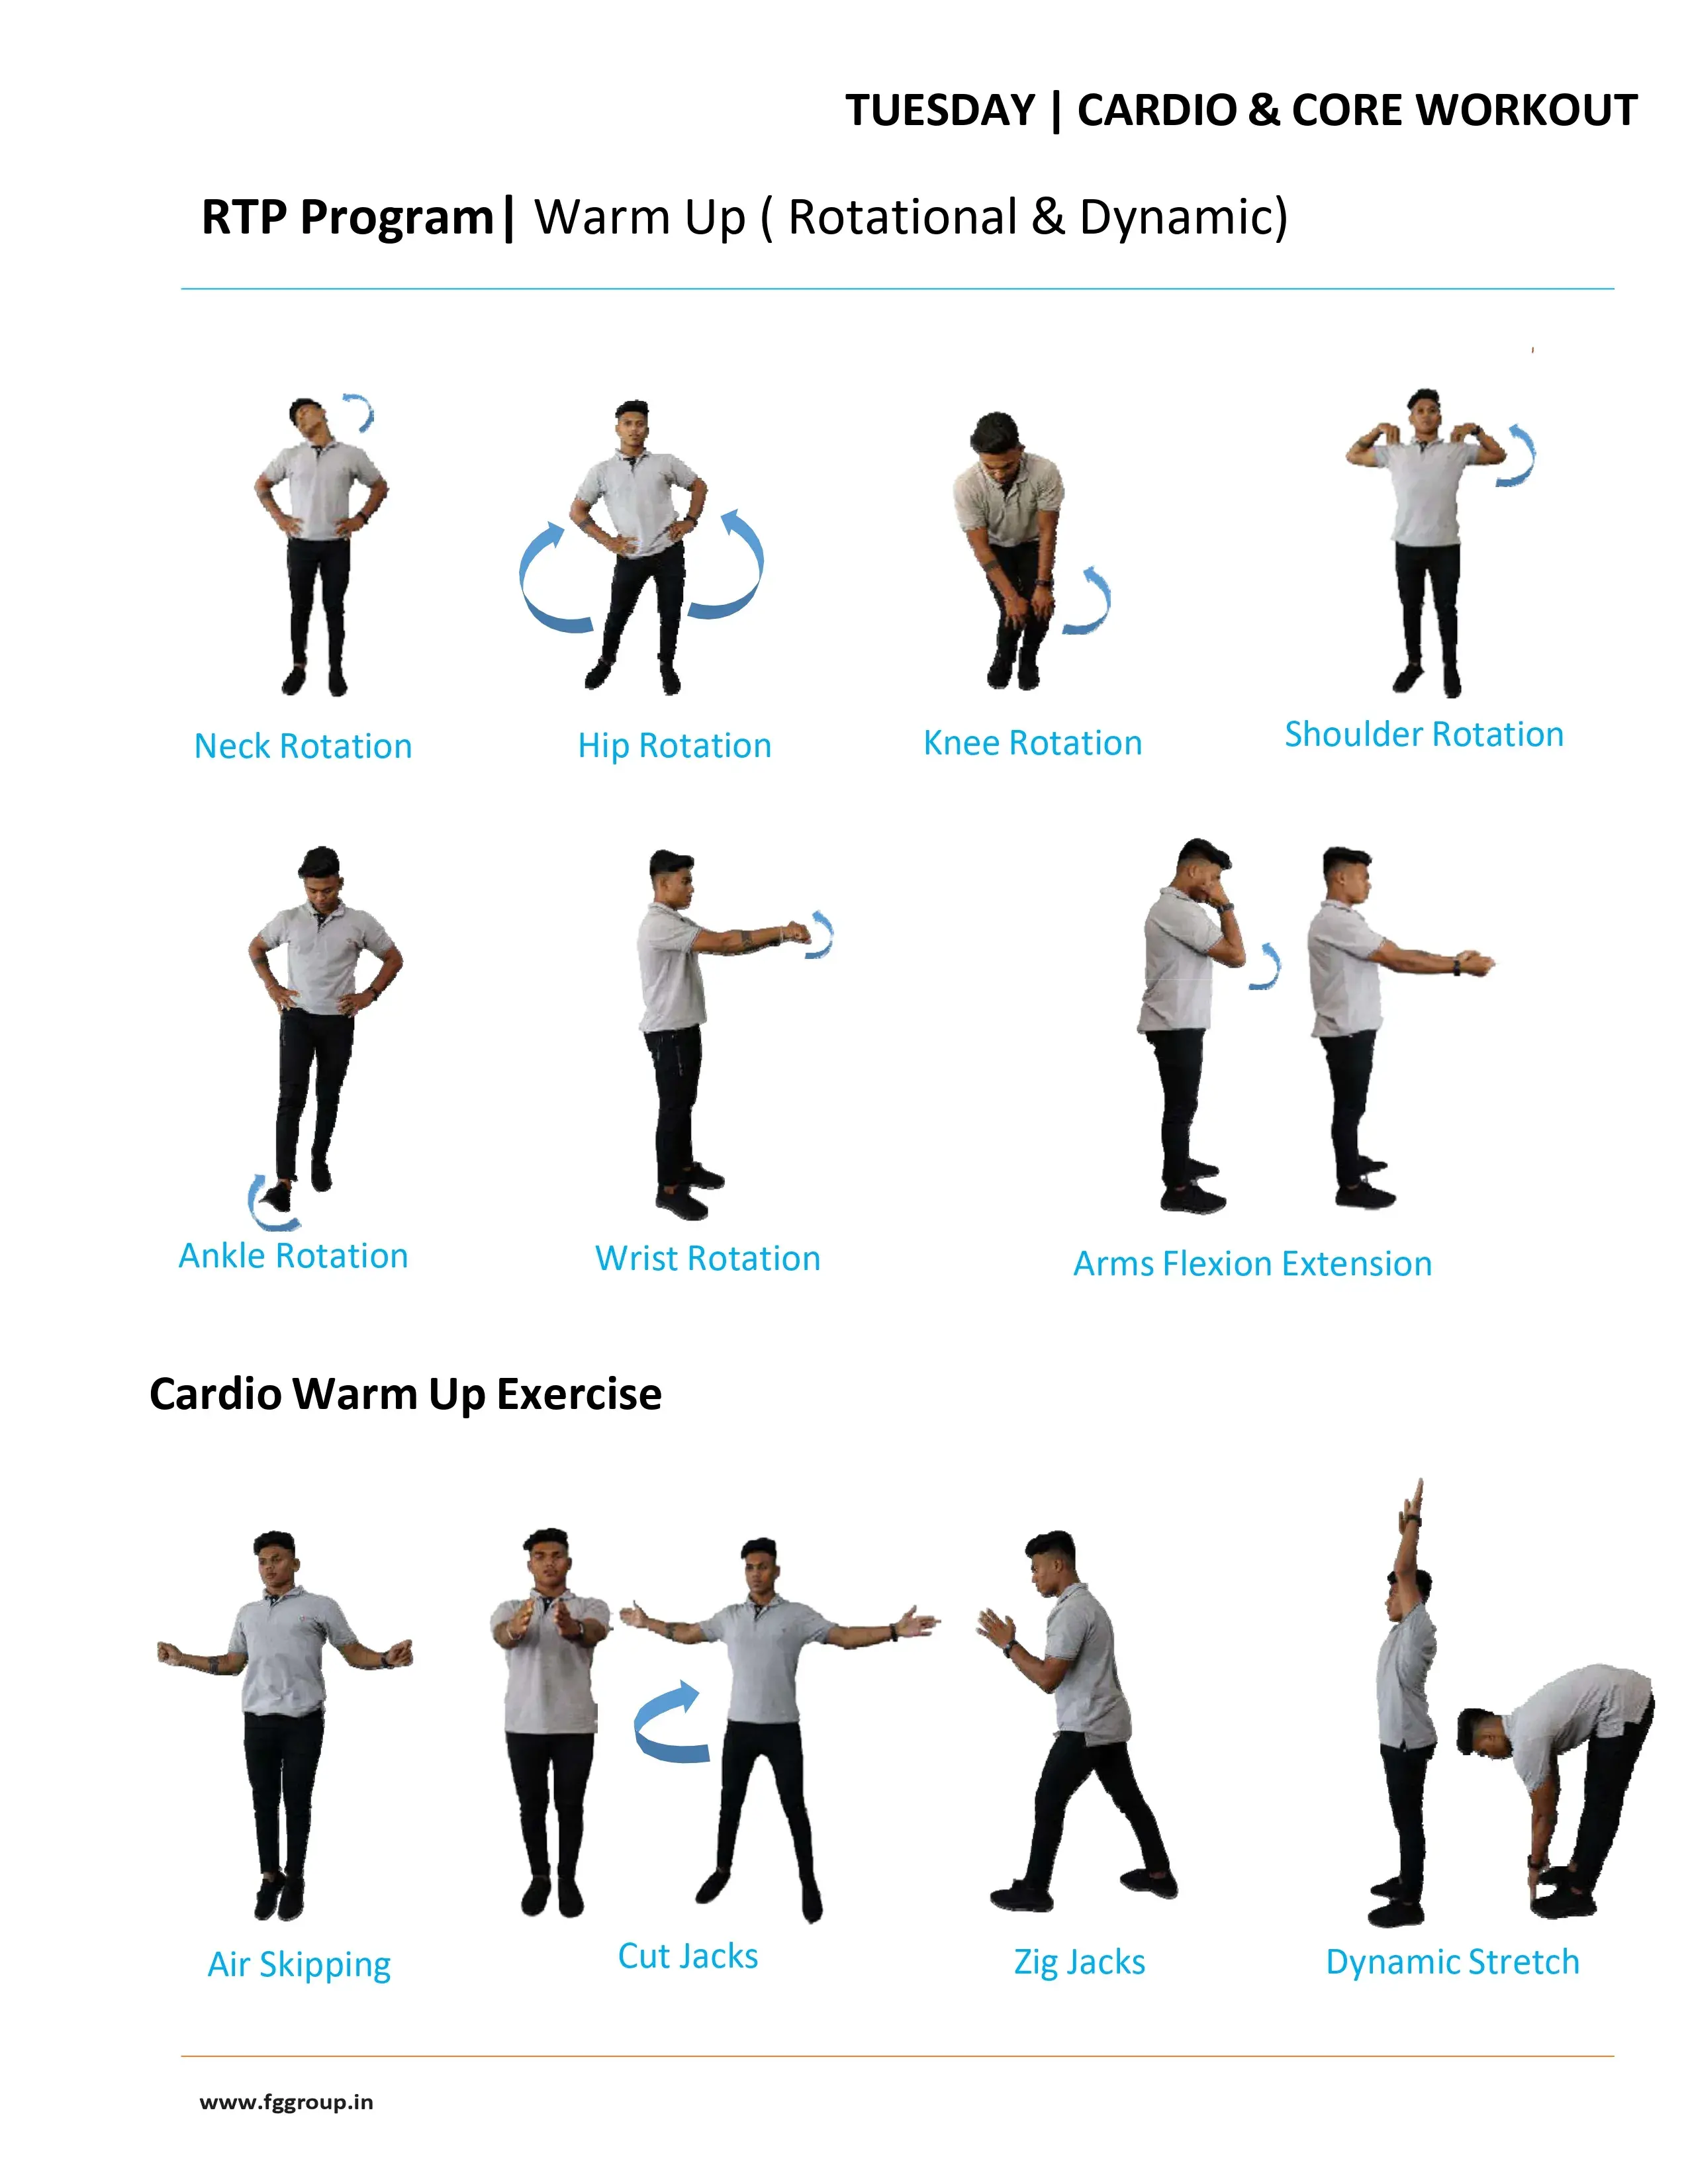 TUESDAY | CARDIO & CORE WORKOUT
RTP Program| Warm Up ( Rotational & Dynamic)
Neck Rotation
Hip Rotation
Knee Rotation
Shoulder Rotation
Ankle Rotation
Wrist Rotation
Arms Flexion Extension
Cardio Warm Up Exercise
Air Skipping
Cut Jacks
Zig Jacks
Dynamic Stretch
www.fggroup.in